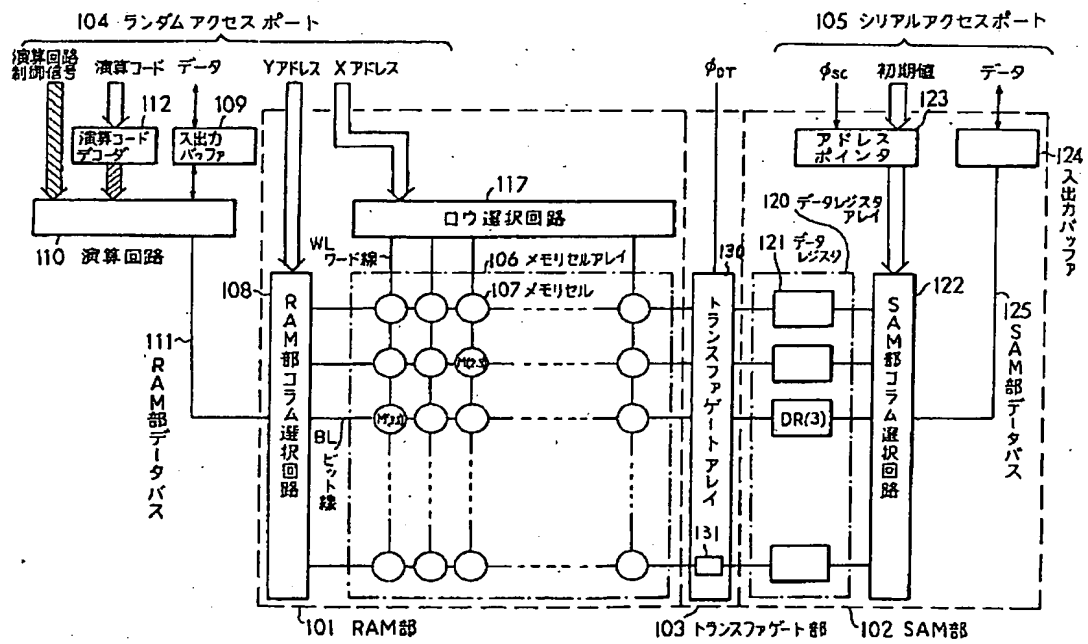 104 ランダムアクセスポート
105 シリアルアクセスポート
演算回路
制御信号
演算コード
データ
Yアドレス
Xアドレス
φDT
φSC
初期値
データ
112
109
123
演算コード
デコーダ
入出力
バッファ
アドレス
ポインタ
124
入出力バッファ
117
ロウ選択回路
110 演算回路
120 データレジスタ
アレイ
WL
ワード線
106 メモリセルアレイ
130
121 データ
レジスタ
108
107 メモリセル
122
RAM部コラム選択回路
トランスファゲートアレイ
SAM部コラム選択回路
111
RAM部データバス
125
SAM部データバス
M(2,3)
M(3,1)
DR(3)
BL
ビット線
131
101 RAM部
103 トランスファゲート部
102 SAM部